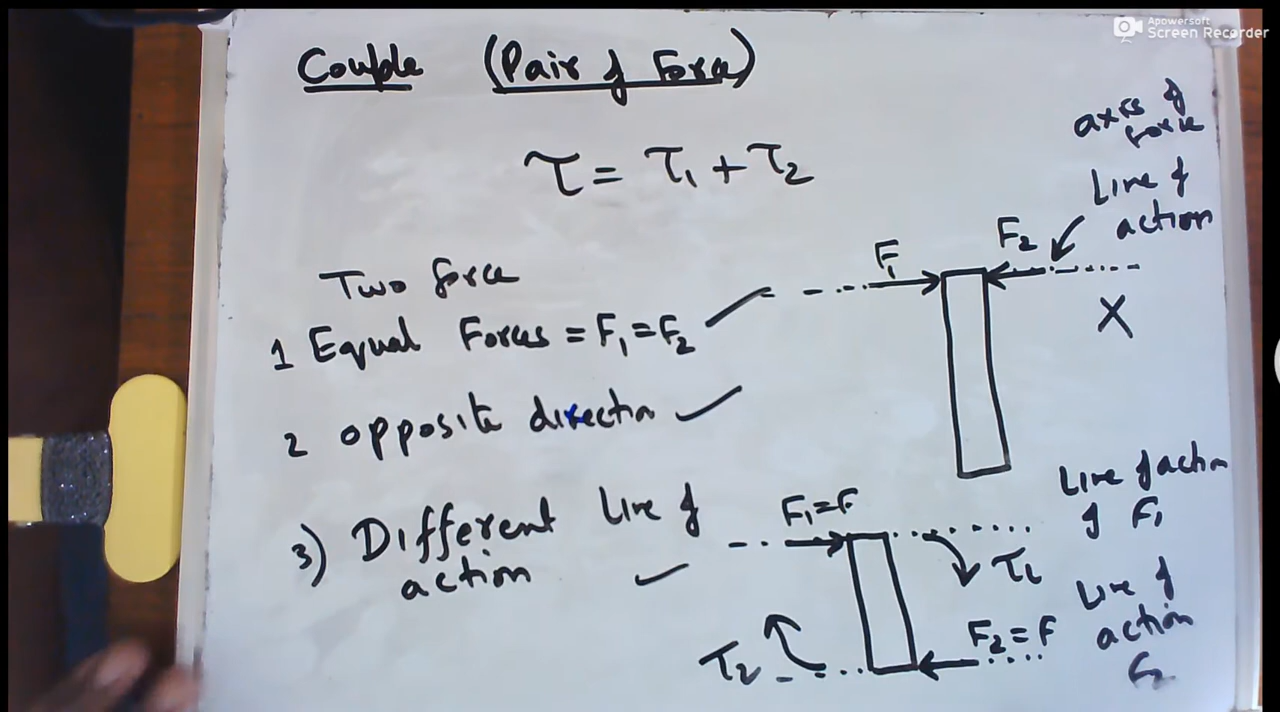 Apowersoft
Screen Recorder
Couple (Pair of Force)
τ = τ₁ + τ₂
axis of
force
Line of
action
F₁
F₂
X
Two force
1 Equal Forces = F₁ = F₂
2 opposite direction
3) Different Line of
action
F₁ = F
Line of action
of F₁
τ₁
τ₂
F₂ = F
Line of
action
F₂